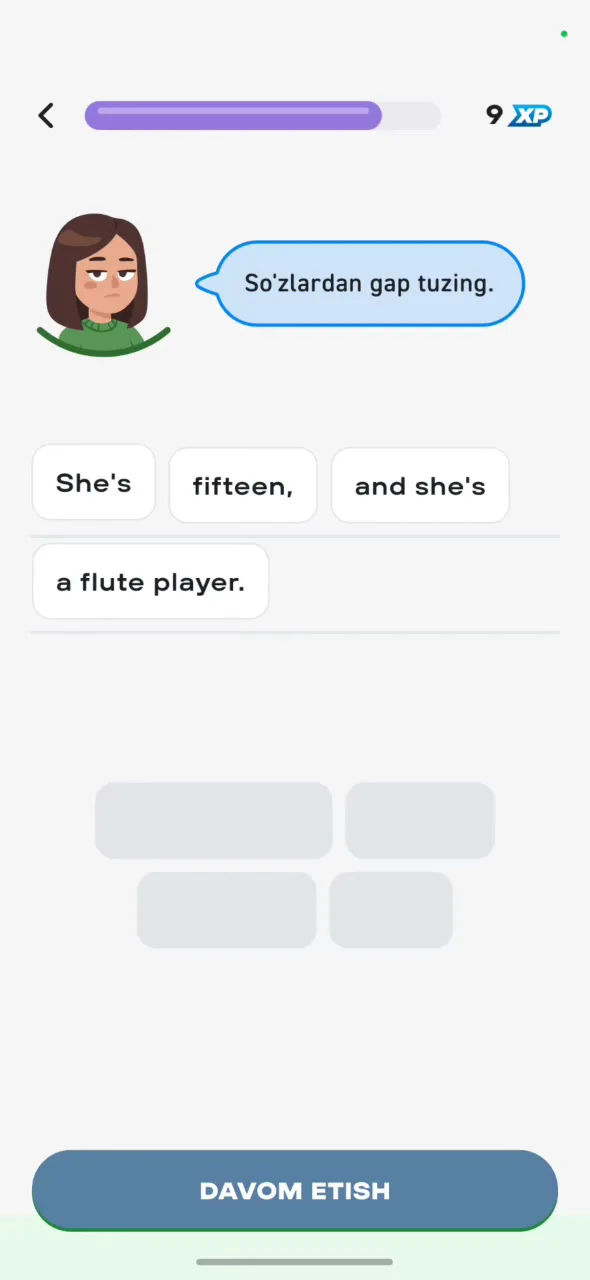 9 XP
So'zlardan gap tuzing.
She's fifteen, and she's
a flute player.
DAVOM ETISH